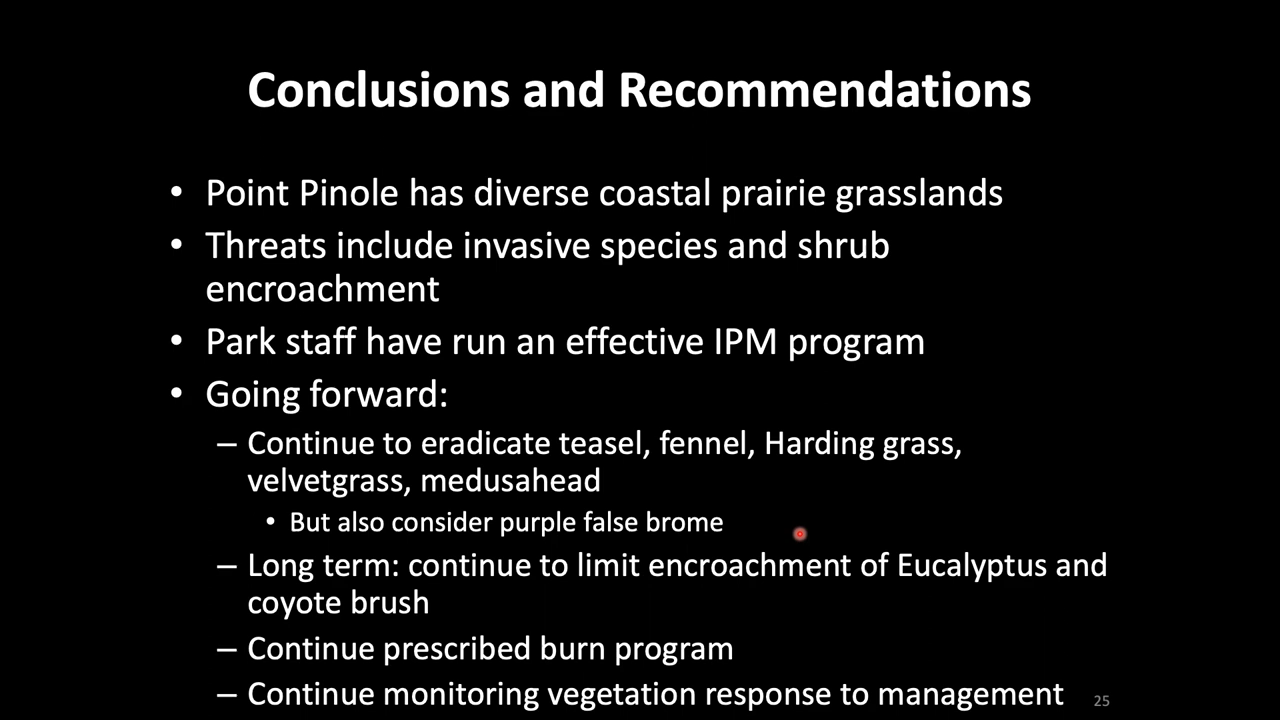 Conclusions and Recommendations
• Point Pinole has diverse coastal prairie grasslands
• Threats include invasive species and shrub
encroachment
• Park staff have run an effective IPM program
• Going forward:
– Continue to eradicate teasel, fennel, Harding grass,
velvetgrass, medusahead
• But also consider purple false brome
– Long term: continue to limit encroachment of Eucalyptus and
coyote brush
– Continue prescribed burn program
– Continue monitoring vegetation response to management
25